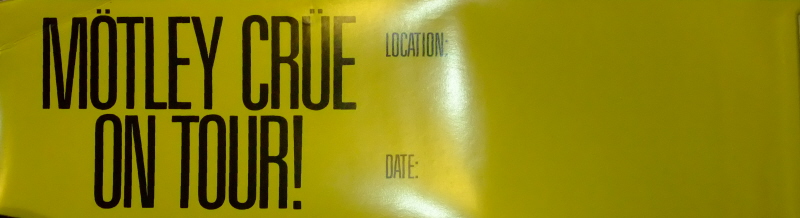 MÖTLEY CRÜE
ON TOUR!
LOCATION:
DATE: